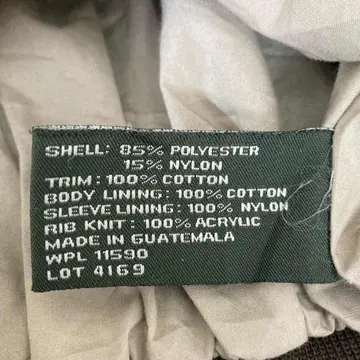 SHELL: 85% POLYESTER
15% NYLON
TRIM: 100% COTTON
BODY LINING: 100% COTTON
SLEEVE LINING: 100% NYLON
RIB KNIT: 100% ACRYLIC
MADE IN GUATEMALA
WPL 11590
LOT 4169